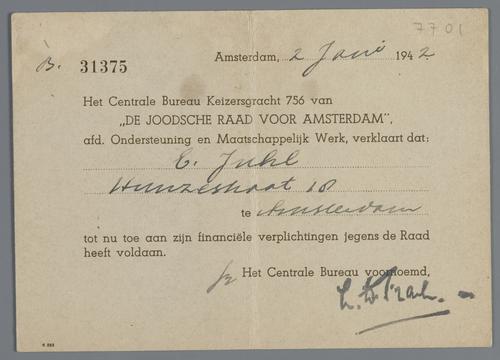 7701
B. 31375
Amsterdam, 2 Juni 1942
Het Centrale Bureau Keizersgracht 756 van
„DE JOODSCHE RAAD VOOR AMSTERDAM",
afd. Ondersteuning en Maatschappelijk Werk, verklaart dat:
C. Juhl
Hunzestraat 18
te Amsterdam
tot nu toe aan zijn financiële verplichtingen jegens de Raad
heeft voldaan.
Het Centrale Bureau voornoemd,